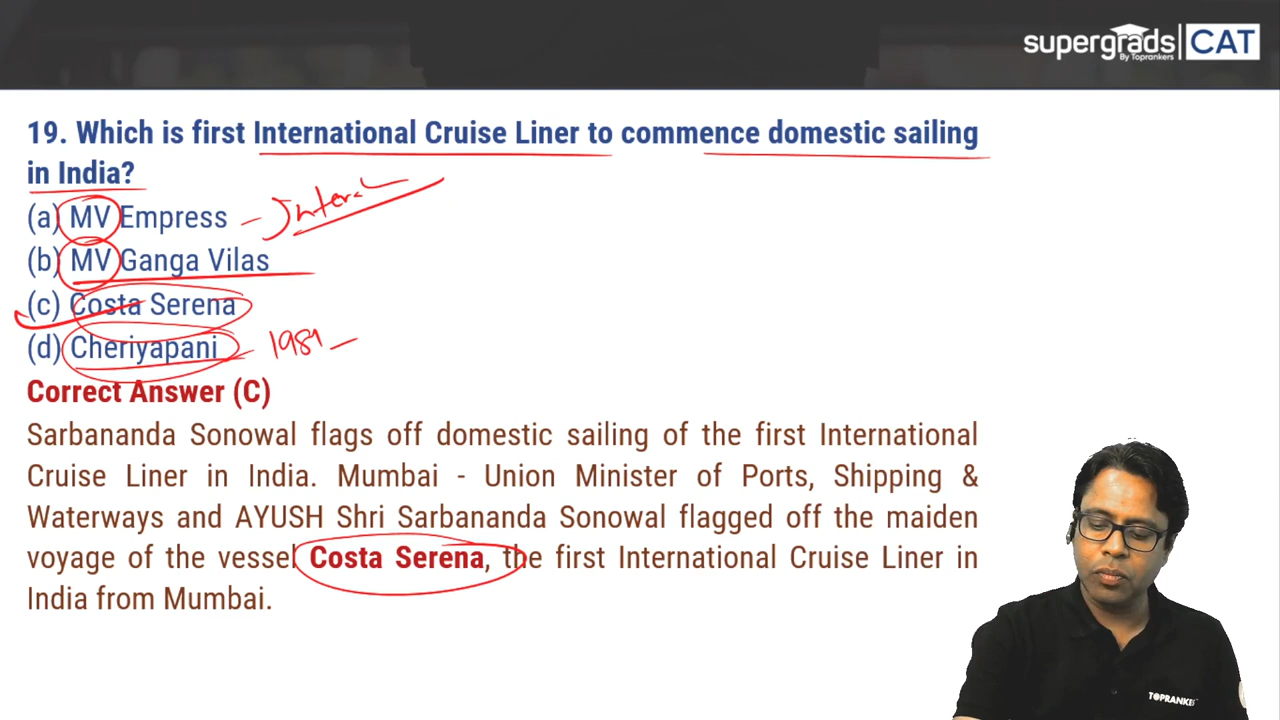 supergrads CAT
By Toprankers
19. Which is first International Cruise Liner to commence domestic sailing
in India?
(a) MV Empress
(b) MV Ganga Vilas
(c) Costa Serena
(d) Cheriyapani - 1981 -
Correct Answer (C)
Sarbananda Sonowal flags off domestic sailing of the first International
Cruise Liner in India. Mumbai - Union Minister of Ports, Shipping &
Waterways and AYUSH Shri Sarbananda Sonowal flagged off the maiden
voyage of the vessel Costa Serena, the first International Cruise Liner in
India from Mumbai.
TOPRANKERS